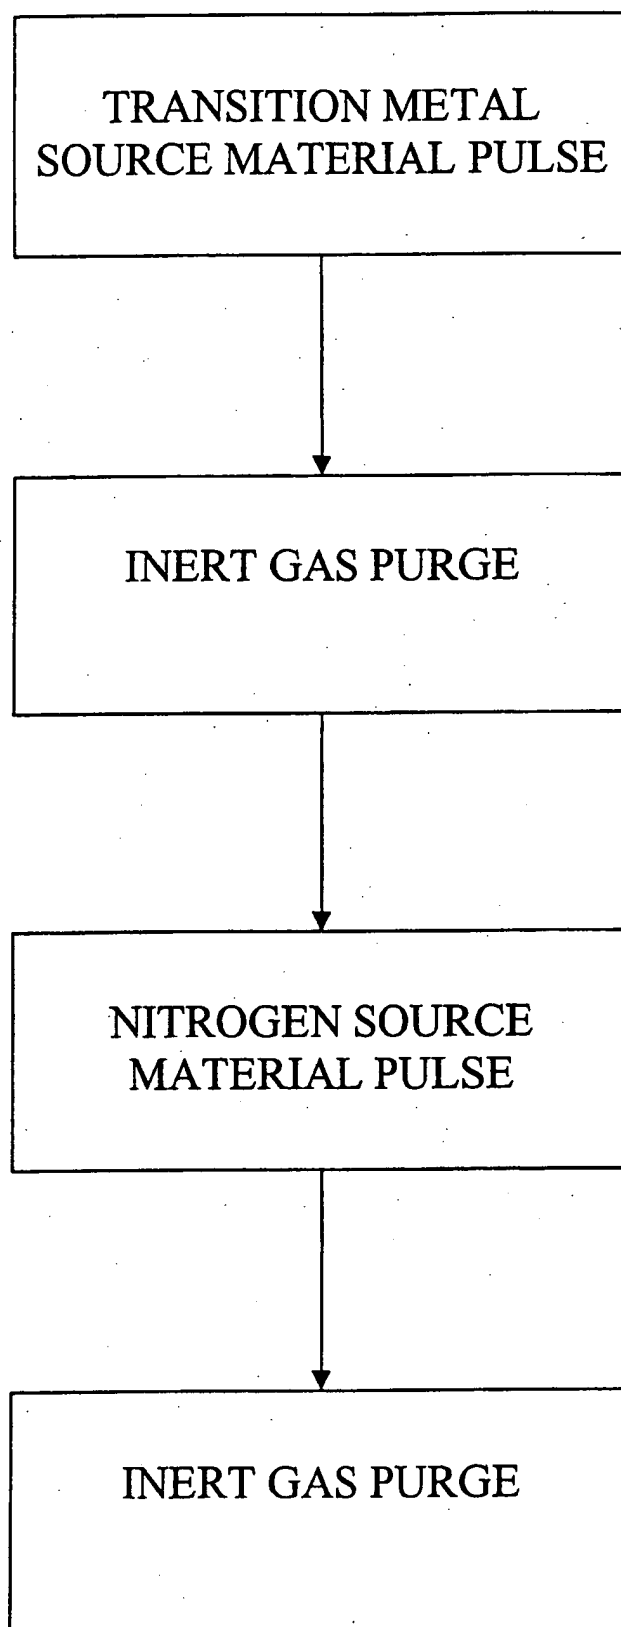 TRANSITION METAL
SOURCE MATERIAL PULSE
INERT GAS PURGE
NITROGEN SOURCE
MATERIAL PULSE
INERT GAS PURGE